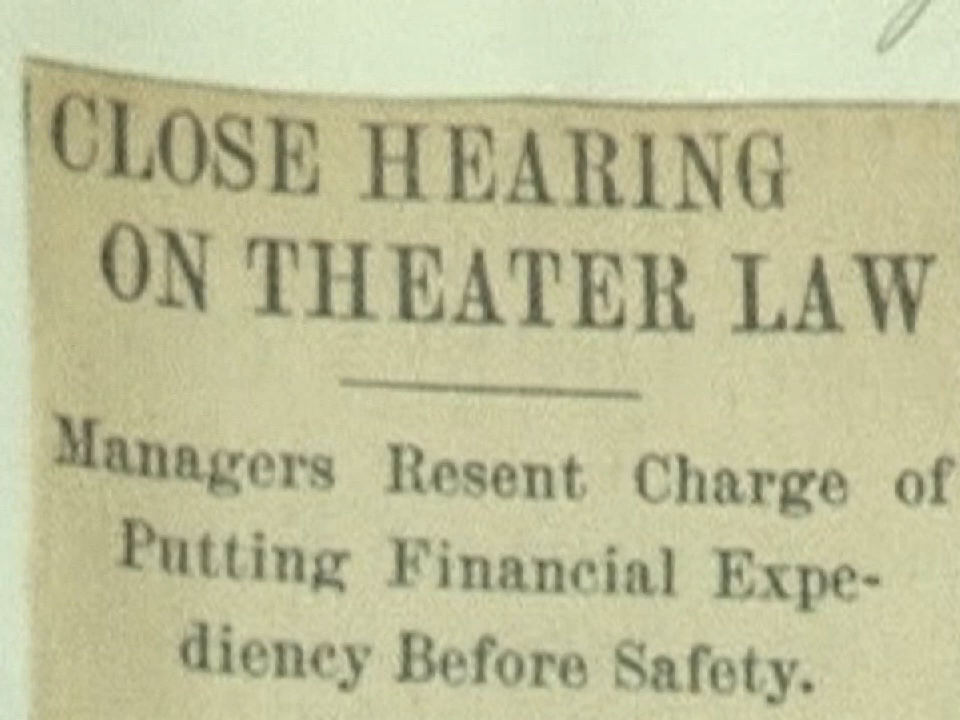 CLOSE HEARING
ON THEATER LAW
Managers Resent Charge of
Putting Financial Expe-
diency Before Safety.